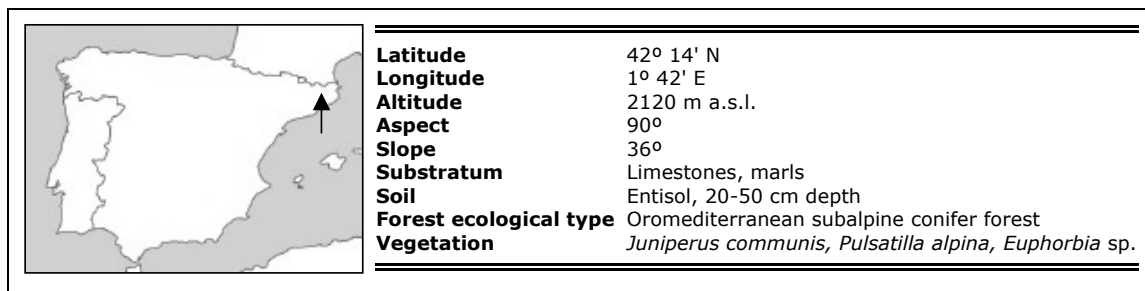 Latitude 42º 14' N
Longitude 1º 42' E
Altitude 2120 m a.s.l.
Aspect 90º
Slope 36º
Substratum Limestones, marls
Soil Entisol, 20-50 cm depth
Forest ecological type Oromediterranean subalpine conifer forest
Vegetation Juniperus communis, Pulsatilla alpina, Euphorbia sp.